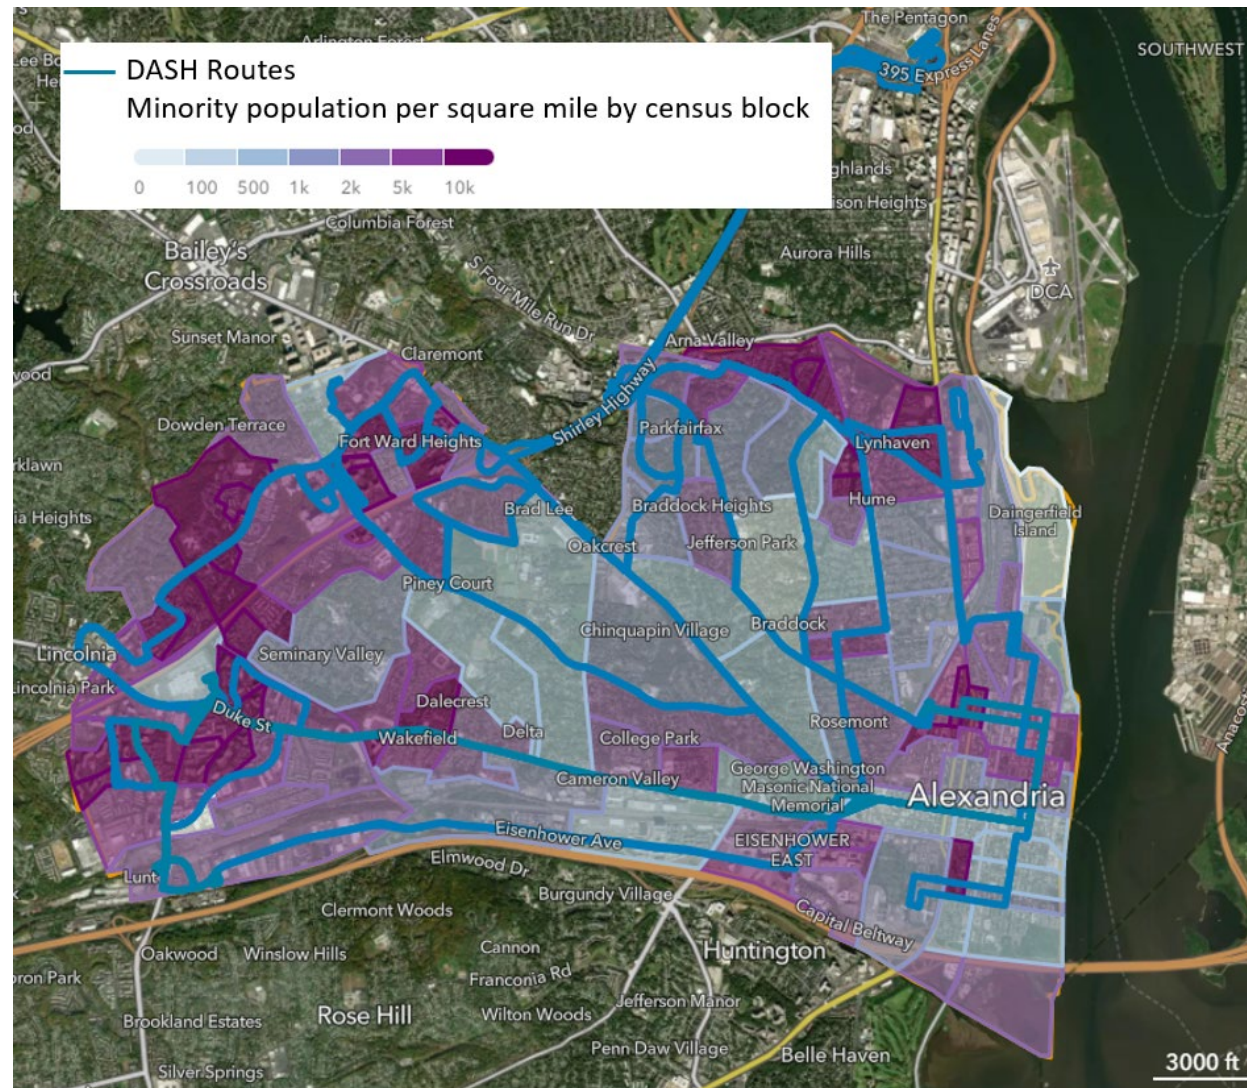 The Pentagon
SOUTHWEST
395 Express Lanes
DASH Routes
Minority population per square mile by census block
0 100 500 1k 2k 5k 10k
Columbia Forest
Aurora Hills
Bailey's
Crossroads
DCA
S Four Mile Run Dr
Sunset Manor
Claremont
Arna Valley
Shirley Highway
Dowden Terrace
Fort Ward Heights
Parkfairfax
Lynhaven
Brad Lee
Braddock Heights
Hume
Daingerfield
Island
Oakcrest
Jefferson Park
Piney Court
Chinquapin Village
Braddock
Lincolnia
Seminary Valley
Lincolnia Park
Duke St
Dalecrest
Wakefield
Delta
College Park
Rosemont
Cameron Valley
George Washington
Masonic National
Memorial
Alexandria
Eisenhower Ave
EISENHOWER
EAST
Elmwood Dr
Burgundy Village
Clermont Woods
Capital Beltway
Oakwood
Winslow Hills
Cannon
Huntington
Franconia Rd
Brookland Estates
Rose Hill
Wilton Woods
Jefferson Manor
Penn Daw Village
Belle Haven
Silver Springs
3000 ft